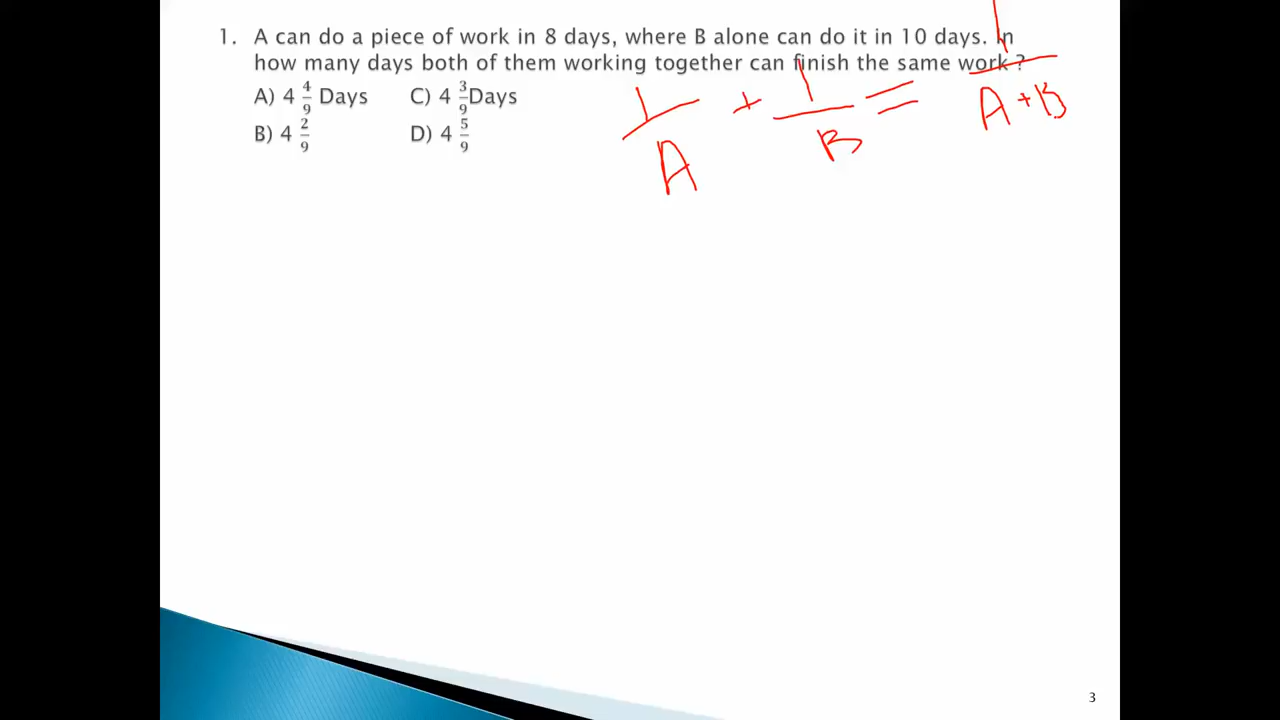 1. A can do a piece of work in 8 days, where B alone can do it in 10 days. In
how many days both of them working together can finish the same work ?
A) 4 4/9 Days C) 4 3/9 Days
B) 4 2/9 D) 4 5/9
1/A + 1/B = 1/A+B
3